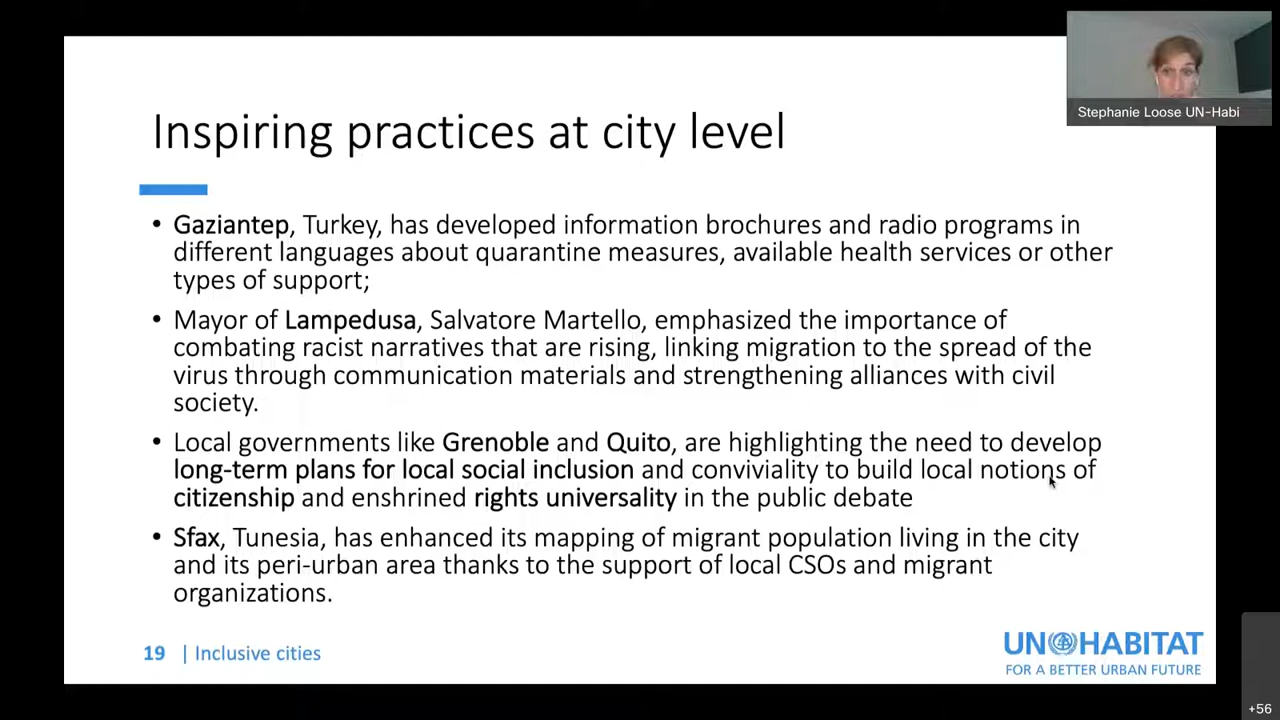 Stephanie Loose UN-Habi
Inspiring practices at city level
• Gaziantep, Turkey, has developed information brochures and radio programs in
different languages about quarantine measures, available health services or other
types of support;
• Mayor of Lampedusa, Salvatore Martello, emphasized the importance of
combating racist narratives that are rising, linking migration to the spread of the
virus through communication materials and strengthening alliances with civil
society.
• Local governments like Grenoble and Quito, are highlighting the need to develop
long-term plans for local social inclusion and conviviality to build local notions of
citizenship and enshrined rights universality in the public debate
• Sfax, Tunesia, has enhanced its mapping of migrant population living in the city
and its peri-urban area thanks to the support of local CSOs and migrant
organizations.
19 | Inclusive cities
UN HABITAT
FOR A BETTER URBAN FUTURE
+56